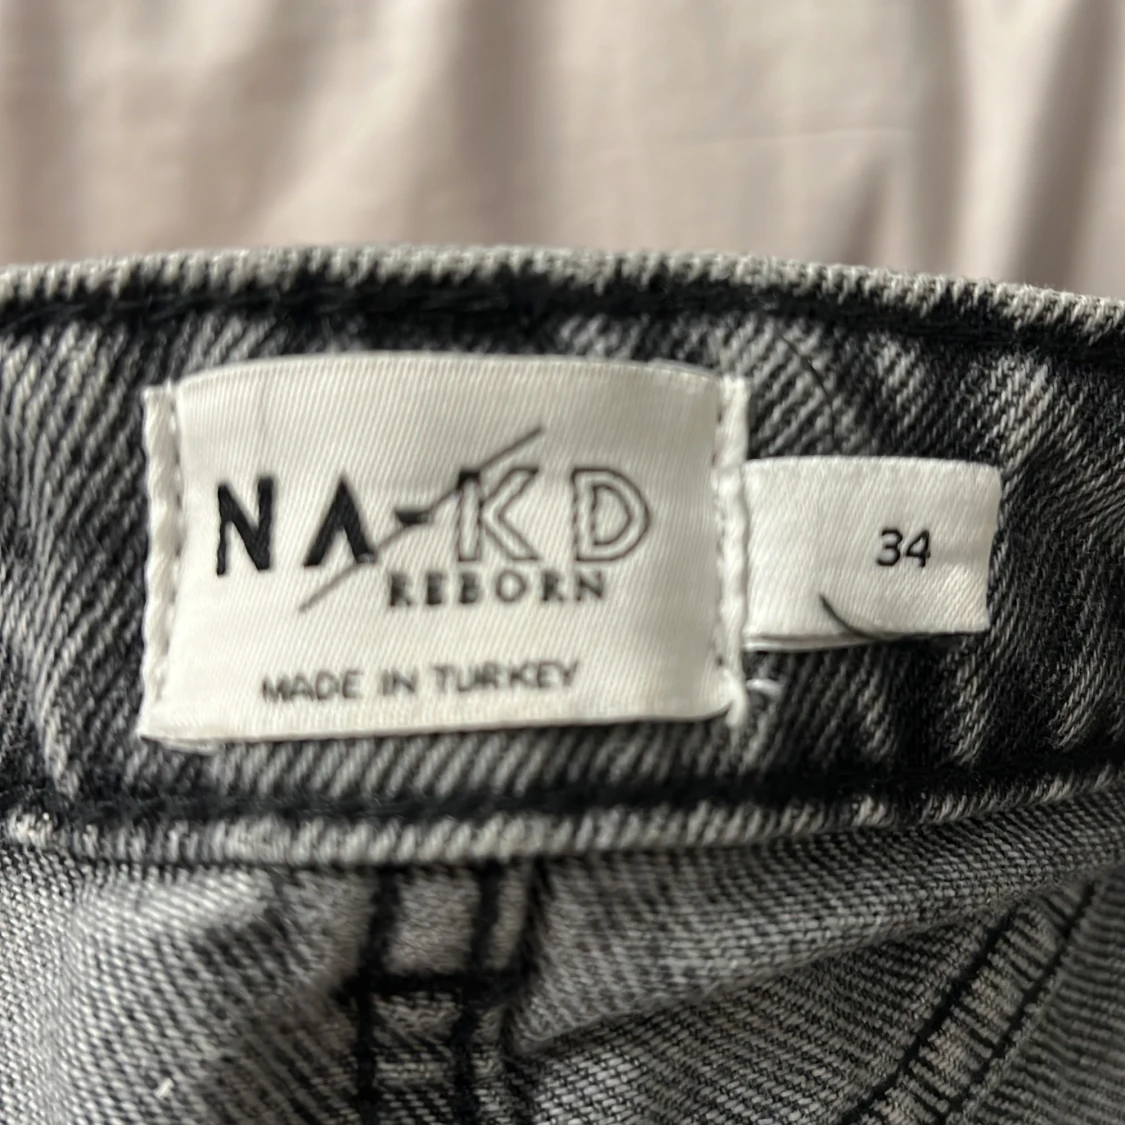 NA-KD
REBORN
MADE IN TURKEY
34